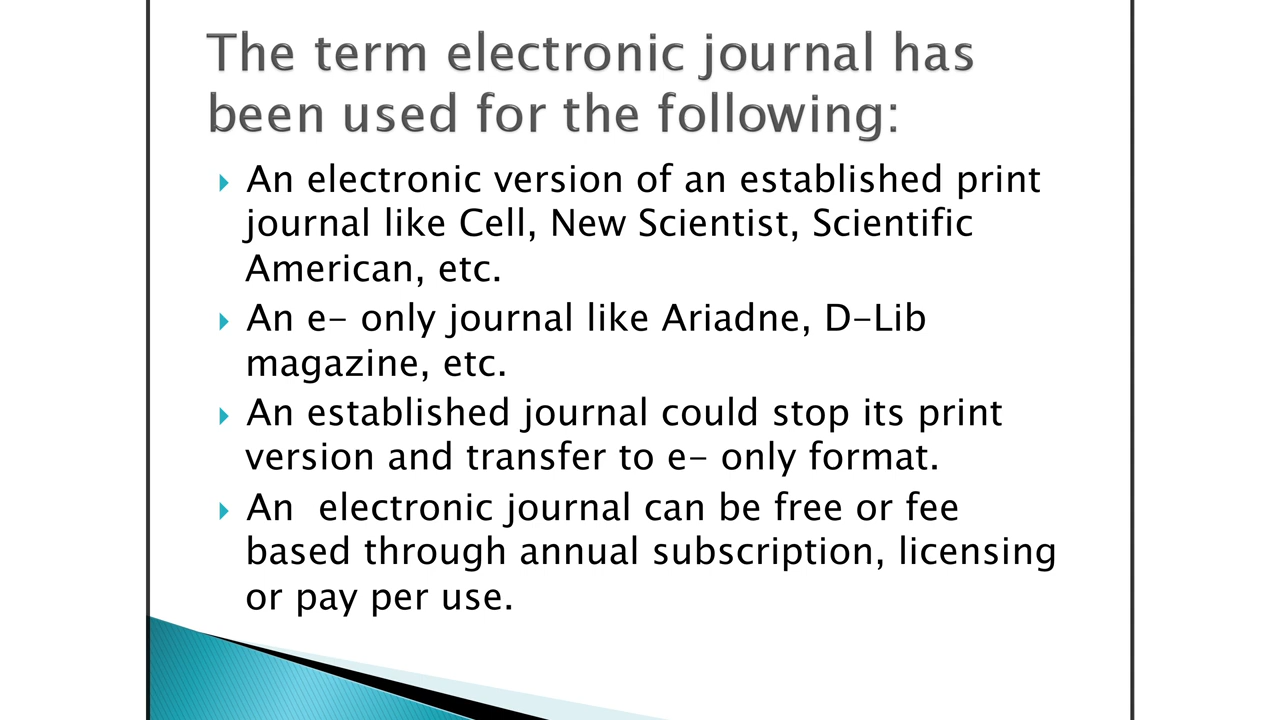 The term electronic journal has
been used for the following:
An electronic version of an established print
journal like Cell, New Scientist, Scientific
American, etc.
An e- only journal like Ariadne, D-Lib
magazine, etc.
An established journal could stop its print
version and transfer to e- only format.
An  electronic journal can be free or fee
based through annual subscription, licensing
or pay per use.